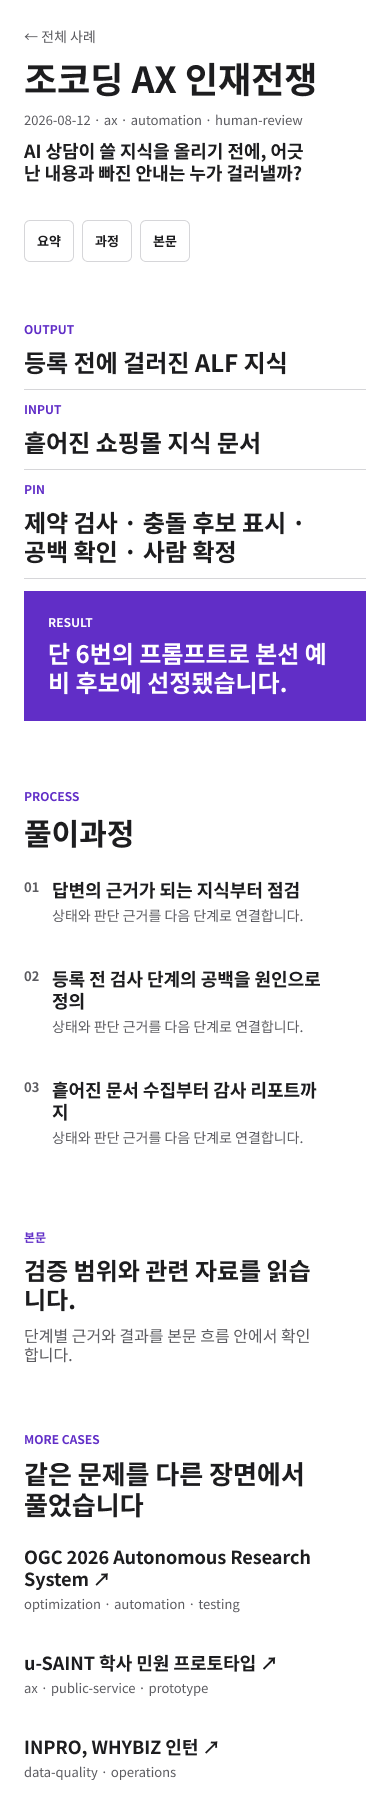 ← 전체 사례
조코딩 AX 인재전쟁
2026-08-12 · ax · automation · human-review
AI 상담이 쓸 지식을 올리기 전에, 어긋
난 내용과 빠진 안내는 누가 걸러낼까?
요약 과정 본문
OUTPUT
등록 전에 걸러진 ALF 지식
INPUT
흩어진 쇼핑몰 지식 문서
PIN
제약 검사 · 충돌 후보 표시 ·
공백 확인 · 사람 확정
RESULT
단 6번의 프롬프트로 본선 예
비 후보에 선정됐습니다.
PROCESS
풀이과정
01 답변의 근거가 되는 지식부터 점검
상태와 판단 근거를 다음 단계로 연결합니다.
02 등록 전 검사 단계의 공백을 원인으로
정의
상태와 판단 근거를 다음 단계로 연결합니다.
03 흩어진 문서 수집부터 감사 리포트까
지
상태와 판단 근거를 다음 단계로 연결합니다.
본문
검증 범위와 관련 자료를 읽습
니다.
단계별 근거와 결과를 본문 흐름 안에서 확인
합니다.
MORE CASES
같은 문제를 다른 장면에서
풀었습니다
OGC 2026 Autonomous Research
System ↗
optimization · automation · testing
u-SAINT 학사 민원 프로토타입 ↗
ax · public-service · prototype
INPRO, WHYBIZ 인턴 ↗
data-quality · operations